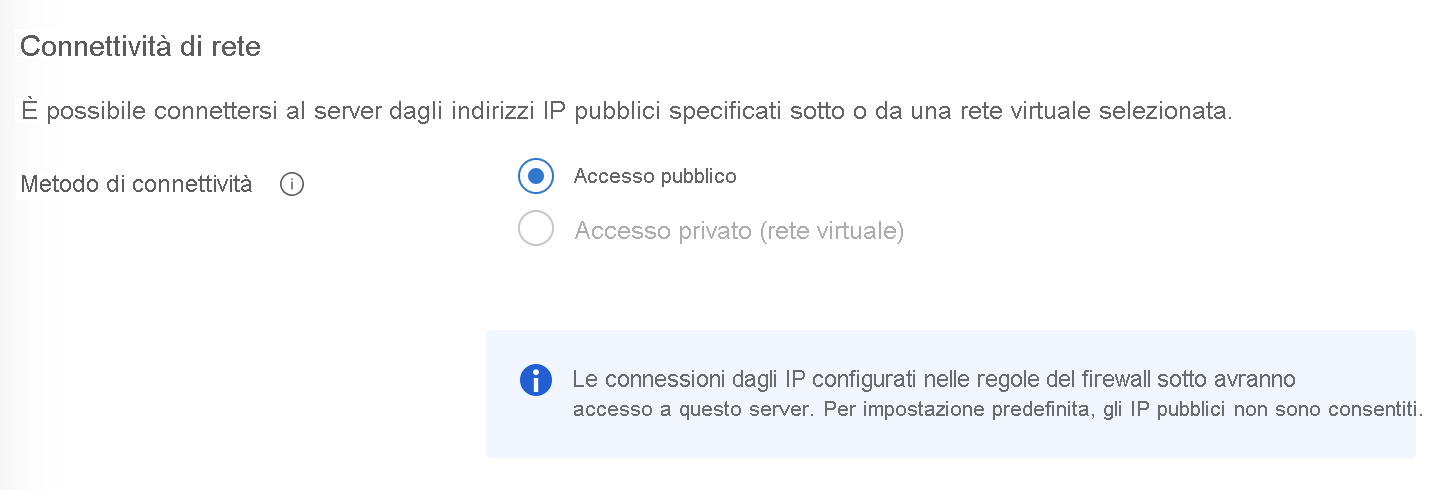 Connettività di rete
È possibile connettersi al server dagli indirizzi IP pubblici specificati sotto o da una rete virtuale selezionata.
Metodo di connettività
Accesso pubblico
Accesso privato (rete virtuale)
Le connessioni dagli IP configurati nelle regole del firewall sotto avranno
accesso a questo server. Per impostazione predefinita, gli IP pubblici non sono consentiti.